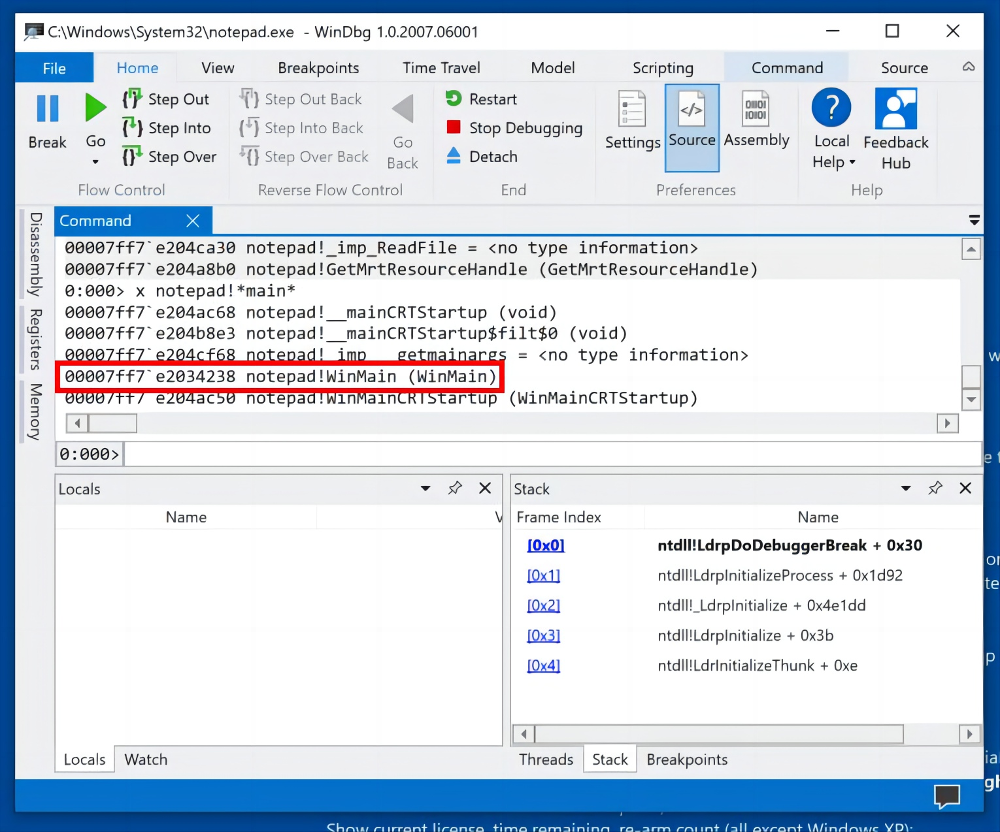 C:\Windows\System32\notepad.exe - WinDbg 1.0.2007.06001
File Home View Breakpoints Time Travel Model Scripting Command Source
Break
Go
Step Out
Step Into
Step Over
Flow Control
Step Out Back
Step Into Back
Step Over Back
Go Back
Reverse Flow Control
Restart
Stop Debugging
Detach
End
Settings
Source
Assembly
Preferences
Local Help
Feedback Hub
Help
Disassembly
Registers
Memory
Command
00007ff7`e204ca30 notepad!_imp_ReadFile = <no type information>
00007ff7`e204a8b0 notepad!GetMrtResourceHandle (GetMrtResourceHandle)
0:000> x notepad!*main*
00007ff7`e204ac68 notepad!__mainCRTStartup (void)
00007ff7`e204b8e3 notepad!__mainCRTStartup$filt$0 (void)
00007ff7`e204cf68 notepad!_imp___getmainargs = <no type information>
00007ff7`e2034238 notepad!WinMain (WinMain)
00007ff7`e204ac50 notepad!WinMainCRTStartup (WinMainCRTStartup)
0:000>
Locals
Name
Stack
Frame Index Name
[0x0] ntdll!LdrpDoDebuggerBreak + 0x30
[0x1] ntdll!LdrpInitializeProcess + 0x1d92
[0x2] ntdll!_LdrpInitialize + 0x4e1dd
[0x3] ntdll!LdrpInitialize + 0x3b
[0x4] ntdll!LdrInitializeThunk + 0xe
Locals Watch
Threads Stack Breakpoints
Show current license, time remaining, re-arm count (all except Windows XP):